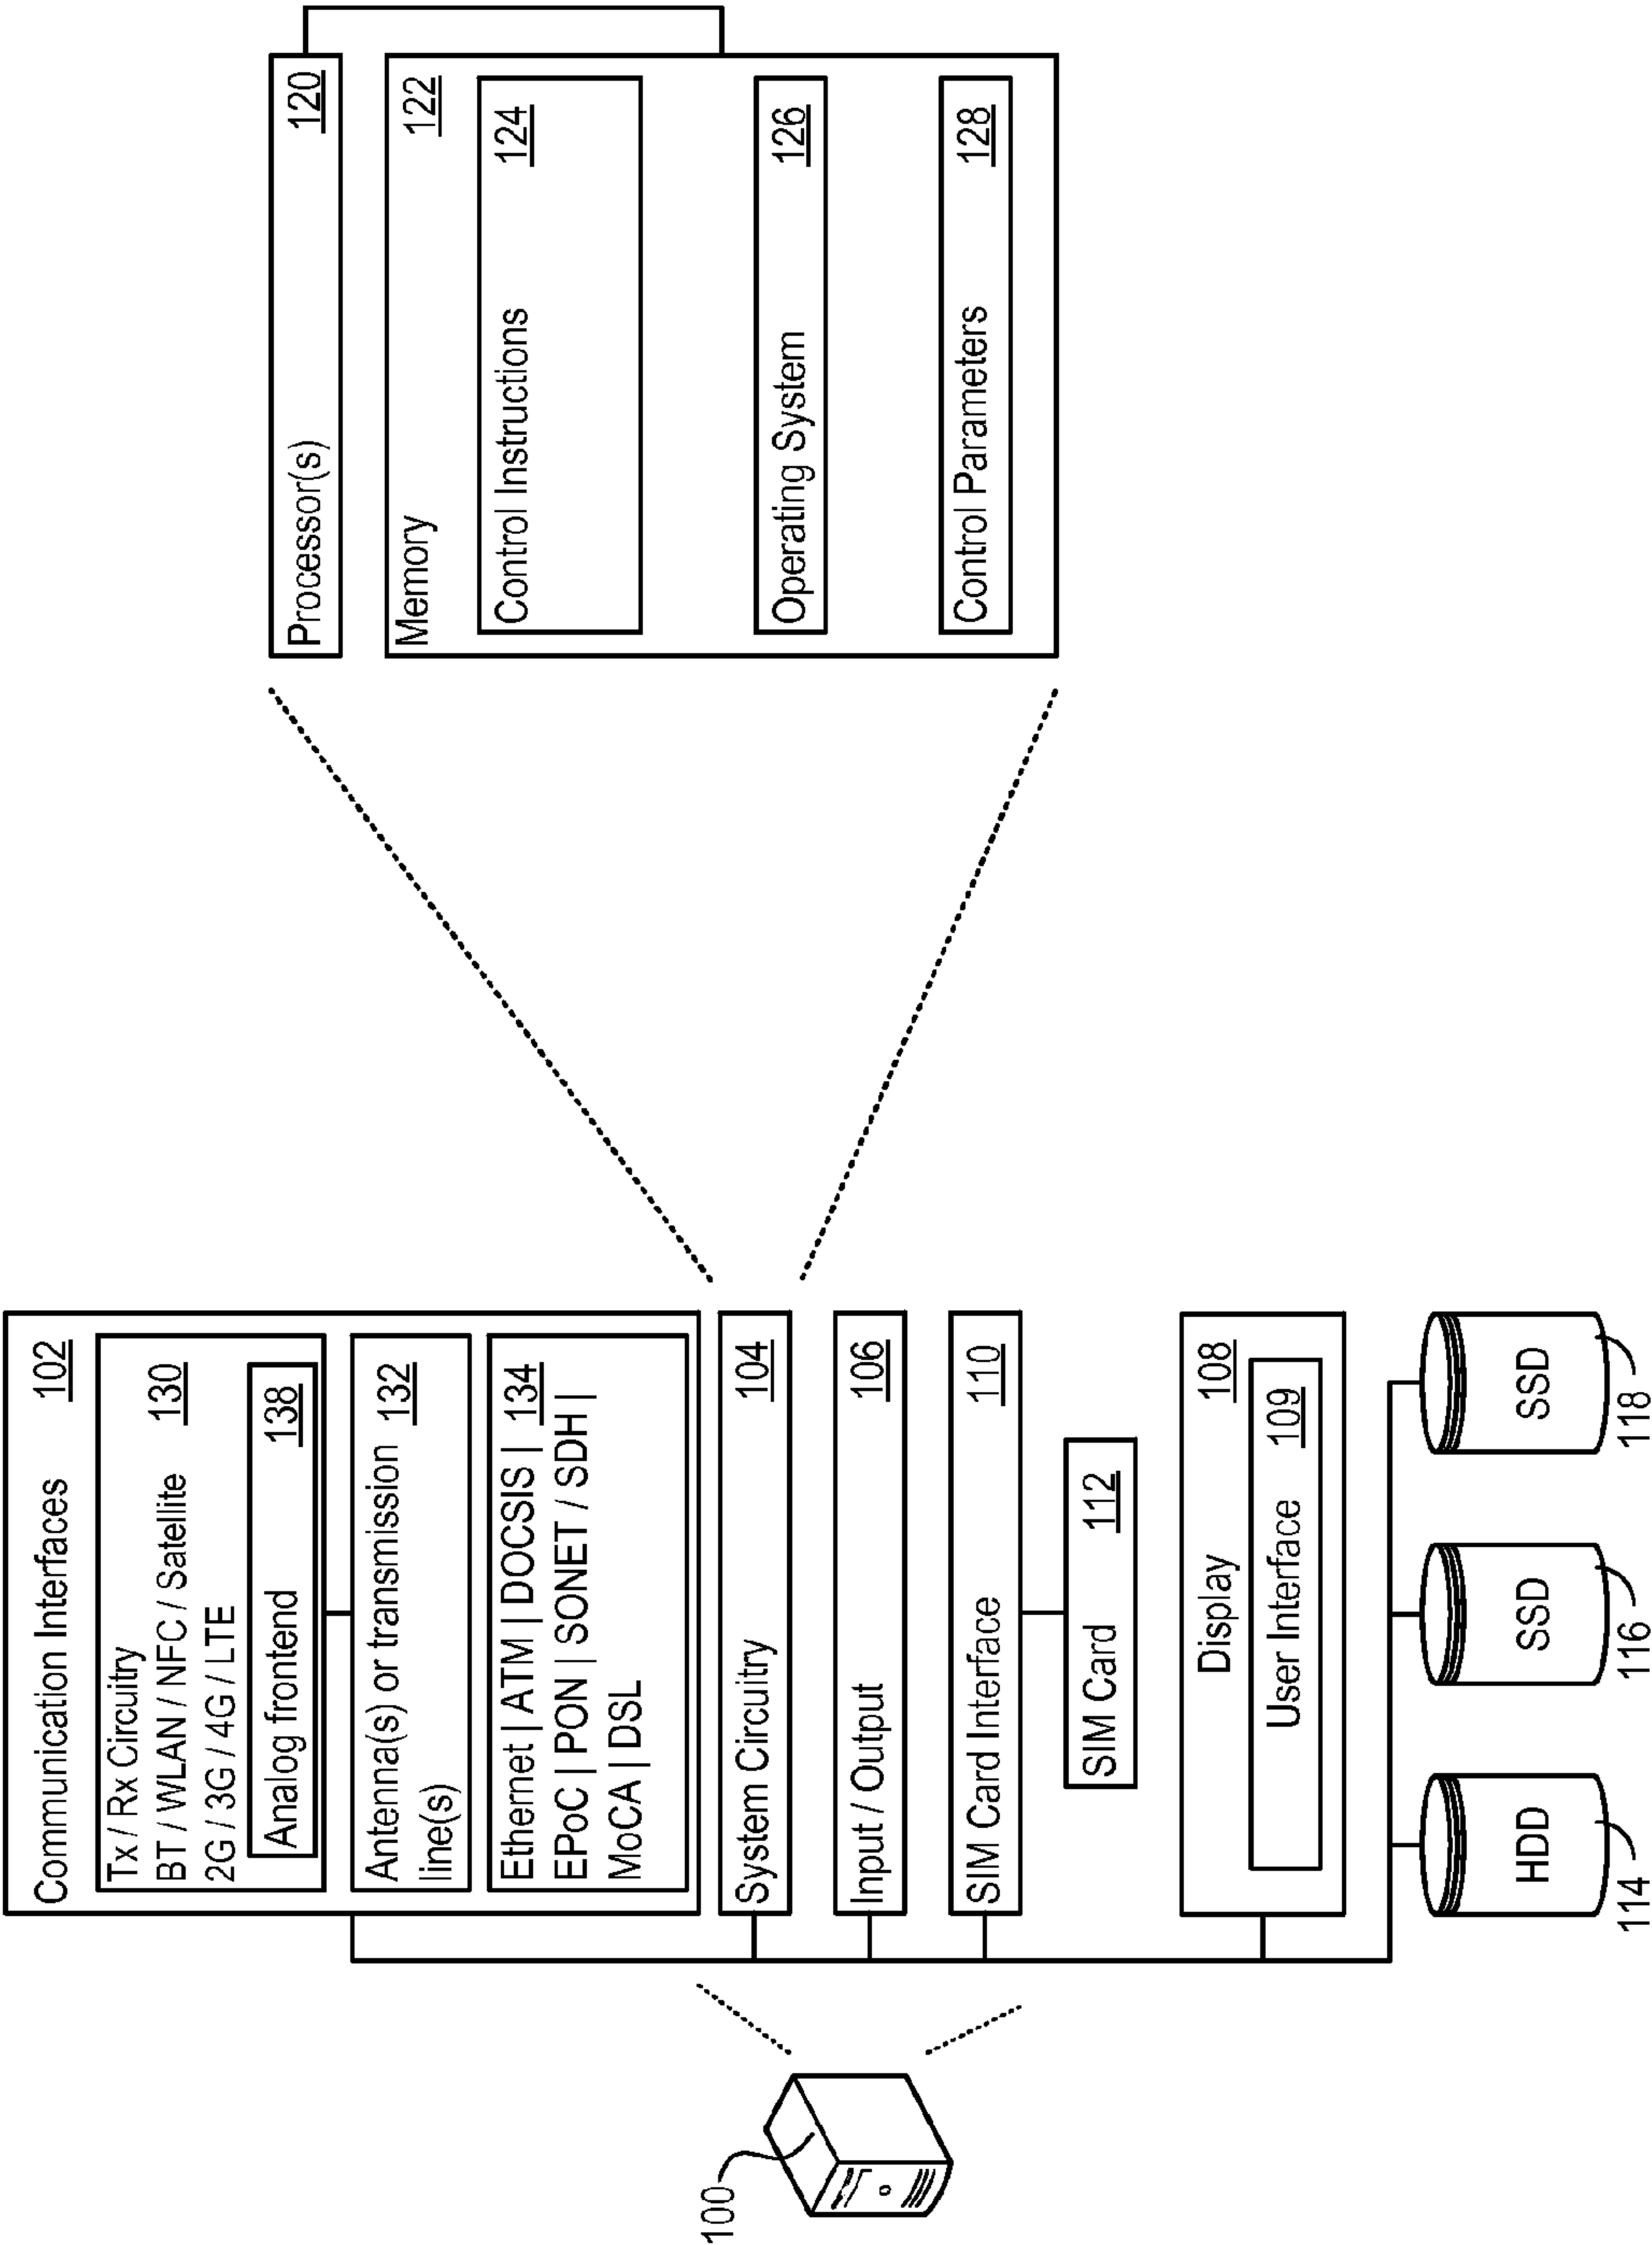 100
Communication Interfaces 102
Tx / Rx Circuitry
BT / WLAN / NFC / Satellite 130
2G / 3G / 4G / LTE
Analog frontend 138
Antenna(s) or transmission 132
line(s)
Ethernet | ATM | DOCSIS | 134
EPoC | PON | SONET / SDH |
MoCA | DSL
System Circuitry 104
Input / Output 106
SIM Card Interface 110
SIM Card 112
Display 108
User Interface 109
HDD
114
SSD
116
SSD
118
Processor(s) 120
Memory 122
Control Instructions 124
Operating System 126
Control Parameters 128